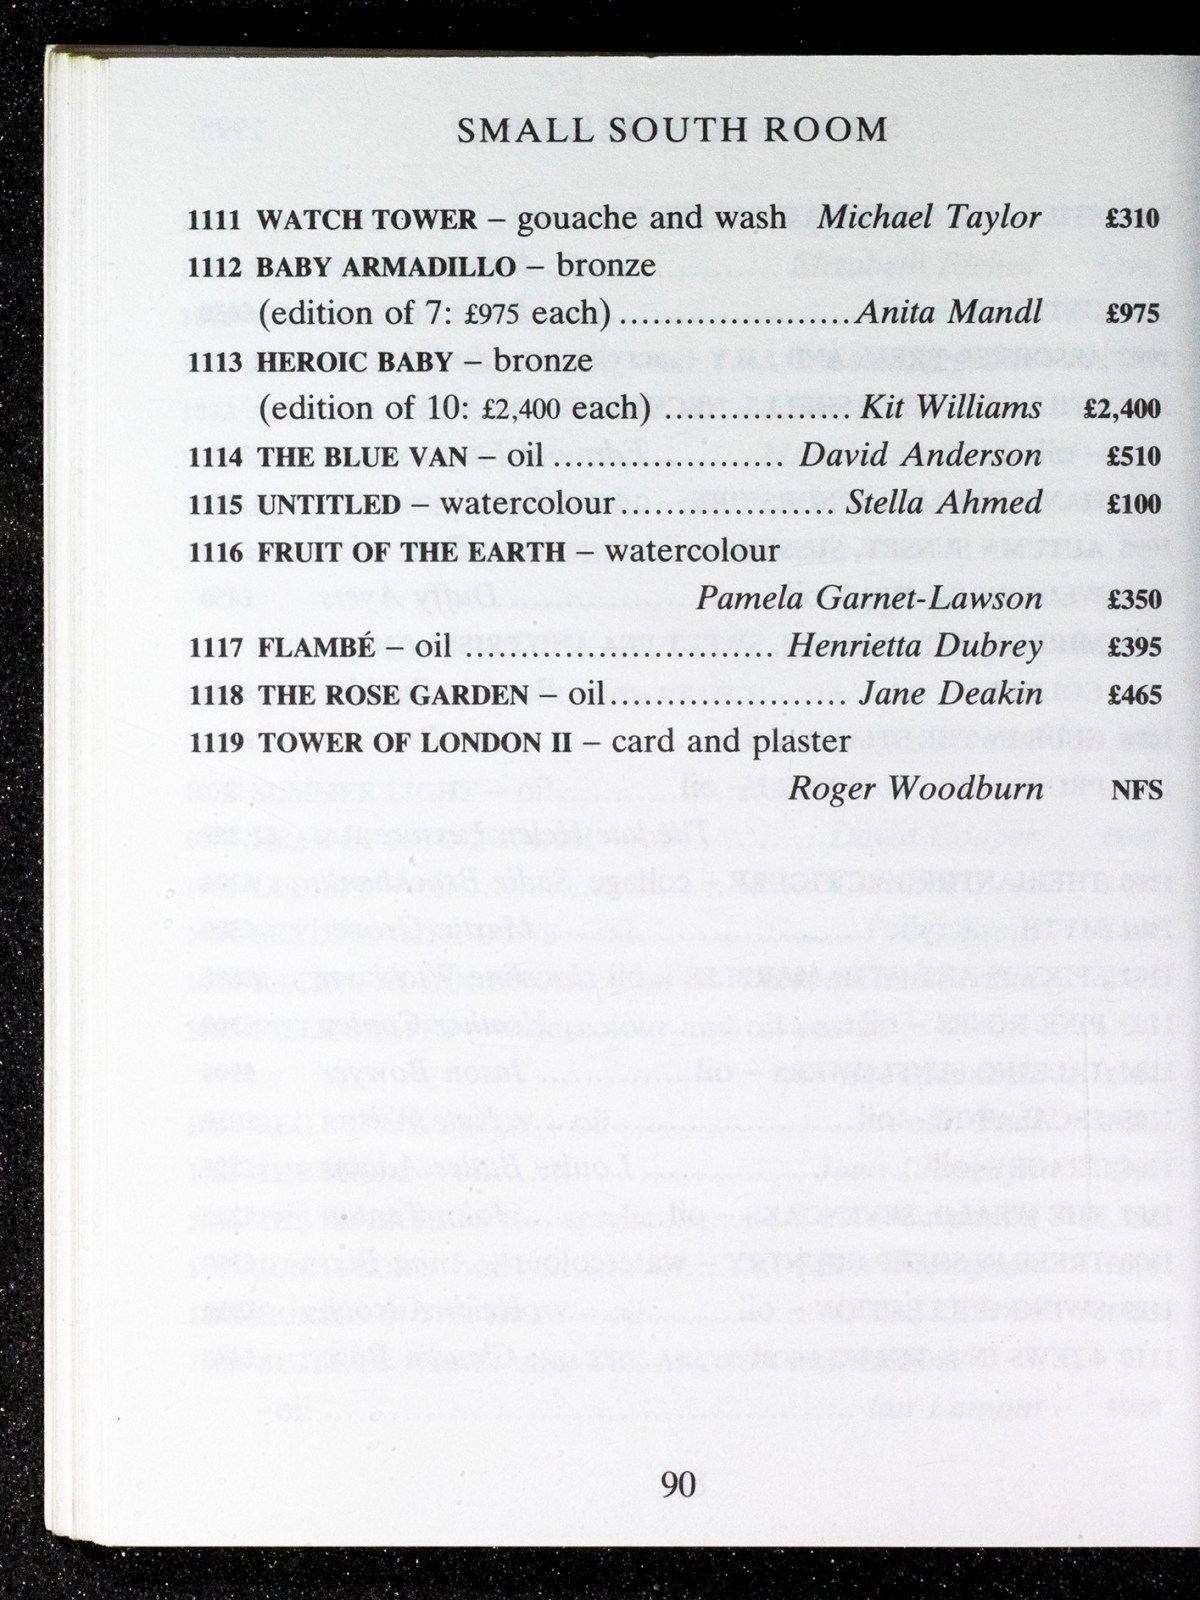 SMALL SOUTH ROOM
1111 WATCH TOWER – gouache and wash Michael Taylor £310
1112 BABY ARMADILLO – bronze
(edition of 7: £975 each) ..................... Anita Mandl £975
1113 HEROIC BABY – bronze
(edition of 10: £2,400 each) .................. Kit Williams £2,400
1114 THE BLUE VAN – oil ...................... David Anderson £510
1115 UNTITLED – watercolour .................... Stella Ahmed £100
1116 FRUIT OF THE EARTH – watercolour
Pamela Garnet-Lawson £350
1117 FLAMBÉ – oil ............................. Henrietta Dubrey £395
1118 THE ROSE GARDEN – oil ...................... Jane Deakin £465
1119 TOWER OF LONDON II – card and plaster
Roger Woodburn NFS
90